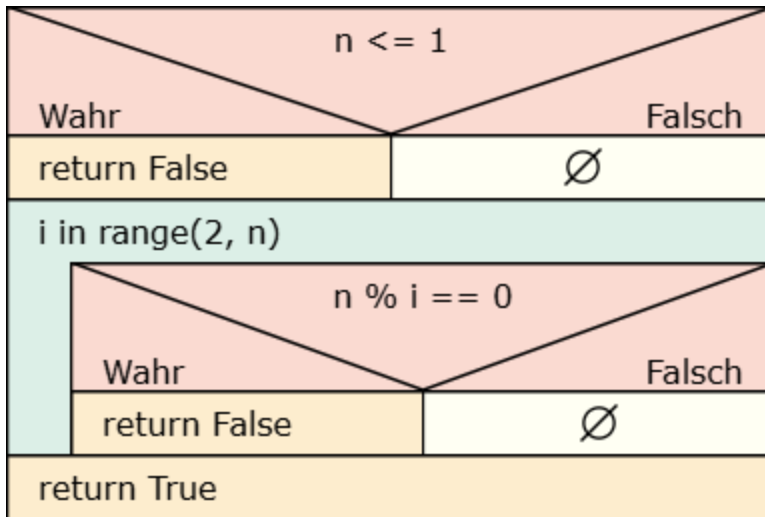 n <= 1
Wahr Falsch
return False ∅
i in range(2, n)
n % i == 0
Wahr Falsch
return False ∅
return True